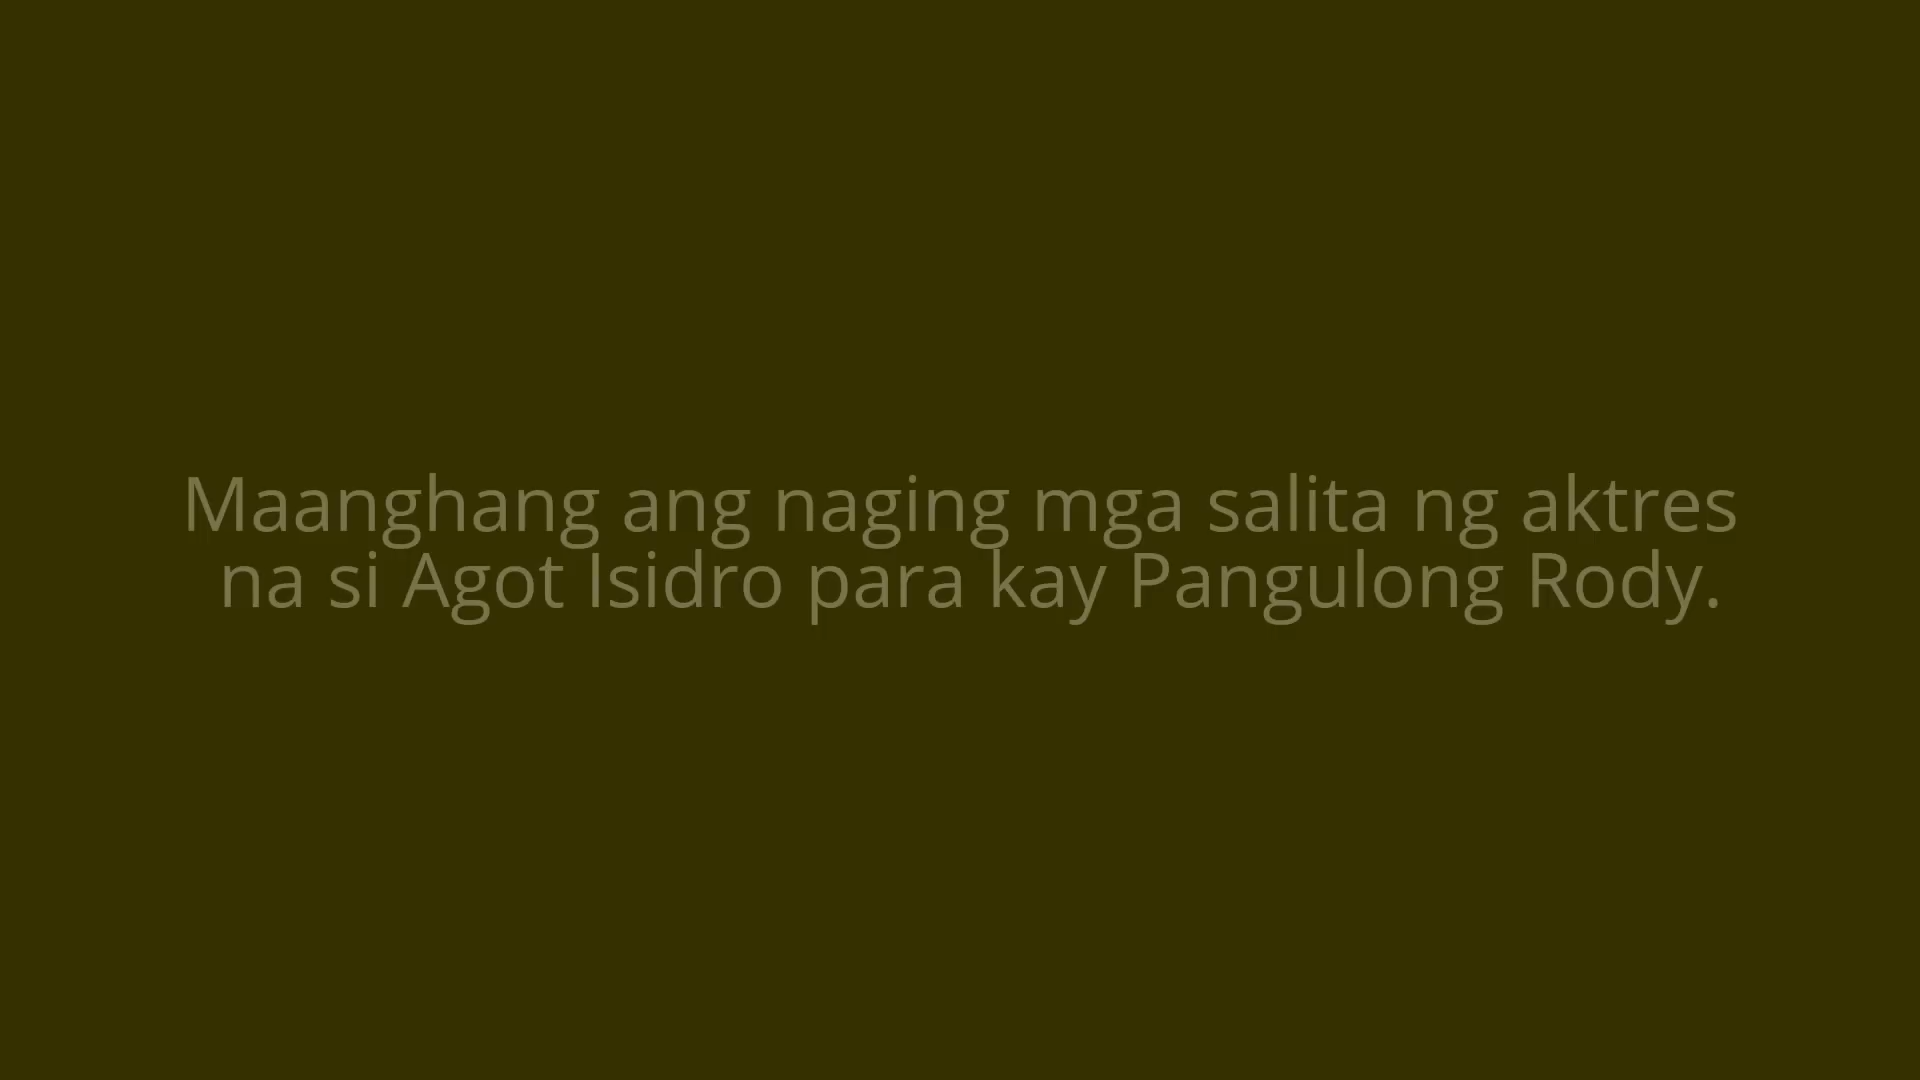 Maanghang ang naging mga salita ng aktres
na si Agot Isidro para kay Pangulong Rody.